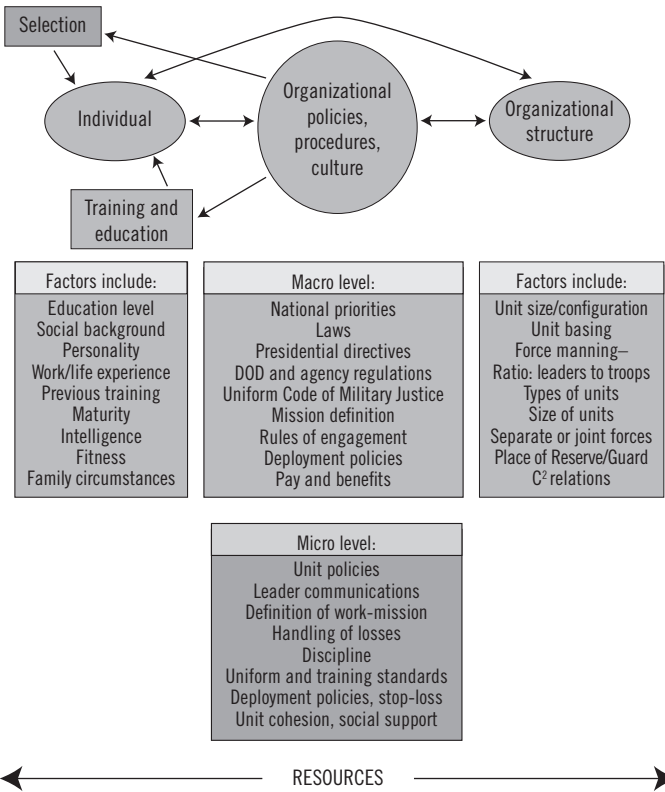 Selection
Individual
Organizational
policies,
procedures,
culture
Organizational
structure
Training and
education
Factors include:
Education level
Social background
Personality
Work/life experience
Previous training
Maturity
Intelligence
Fitness
Family circumstances
Macro level:
National priorities
Laws
Presidential directives
DOD and agency regulations
Uniform Code of Military Justice
Mission definition
Rules of engagement
Deployment policies
Pay and benefits
Factors include:
Unit size/configuration
Unit basing
Force manning–
Ratio: leaders to troops
Types of units
Size of units
Separate or joint forces
Place of Reserve/Guard
C² relations
Micro level:
Unit policies
Leader communications
Definition of work-mission
Handling of losses
Discipline
Uniform and training standards
Deployment policies, stop-loss
Unit cohesion, social support
RESOURCES